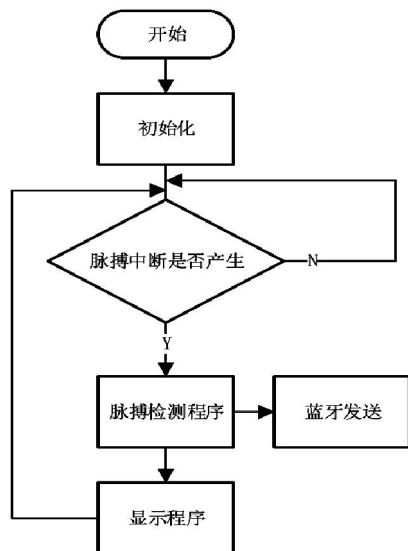 开始
初始化
脉搏中断是否产生
N
Y
脉搏检测程序
蓝牙发送
显示程序